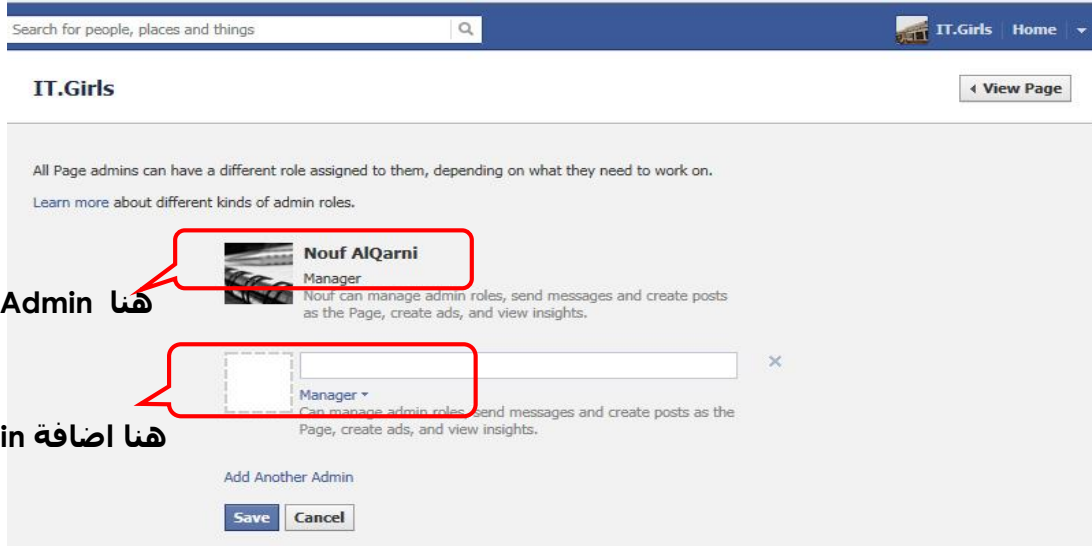 Search for people, places and things
IT.Girls Home
IT.Girls
View Page
All Page admins can have a different role assigned to them, depending on what they need to work on.
Learn more about different kinds of admin roles.
Nouf AlQarni
Manager
Nouf can manage admin roles, send messages and create posts
as the Page, create ads, and view insights.
هنا Admin
Manager
Can manage admin roles, send messages and create posts as the
Page, create ads, and view insights.
هنا اضافة in
Add Another Admin
Save Cancel